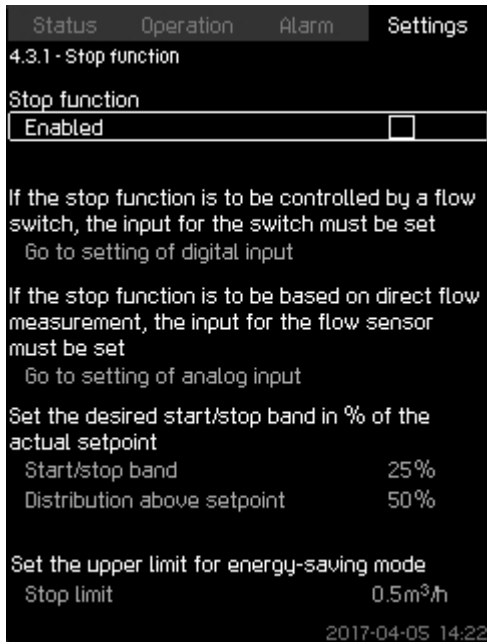 Status Operation Alarm Settings
4.3.1 - Stop function
Stop function
Enabled
If the stop function is to be controlled by a flow
switch, the input for the switch must be set
Go to setting of digital input
If the stop function is to be based on direct flow
measurement, the input for the flow sensor
must be set
Go to setting of analog input
Set the desired start/stop band in % of the
actual setpoint
Start/stop band 25%
Distribution above setpoint 50%
Set the upper limit for energy-saving mode
Stop limit 0.5m³/h
2017-04-05 14:22